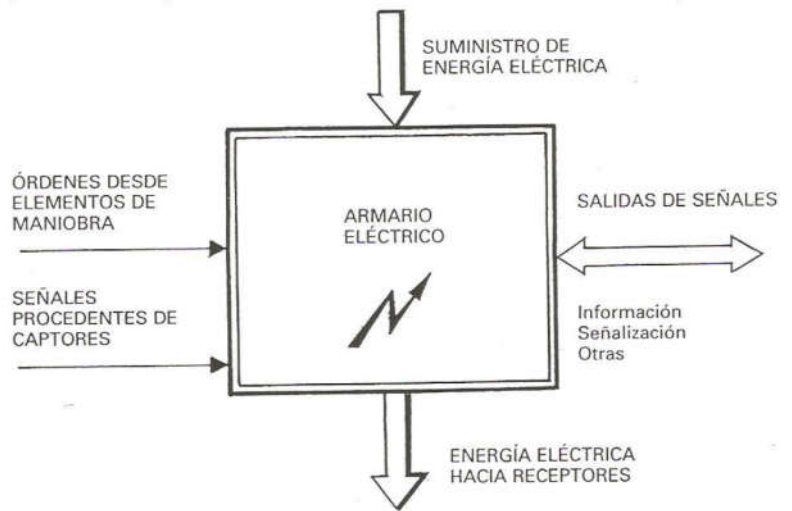 SUMINISTRO DE
ENERGÍA ELÉCTRICA
ÓRDENES DESDE
ELEMENTOS DE
MANIOBRA
ARMARIO
ELÉCTRICO
SALIDAS DE SEÑALES
SEÑALES
PROCEDENTES DE
CAPTORES
Información
Señalización
Otras
ENERGÍA ELÉCTRICA
HACIA RECEPTORES